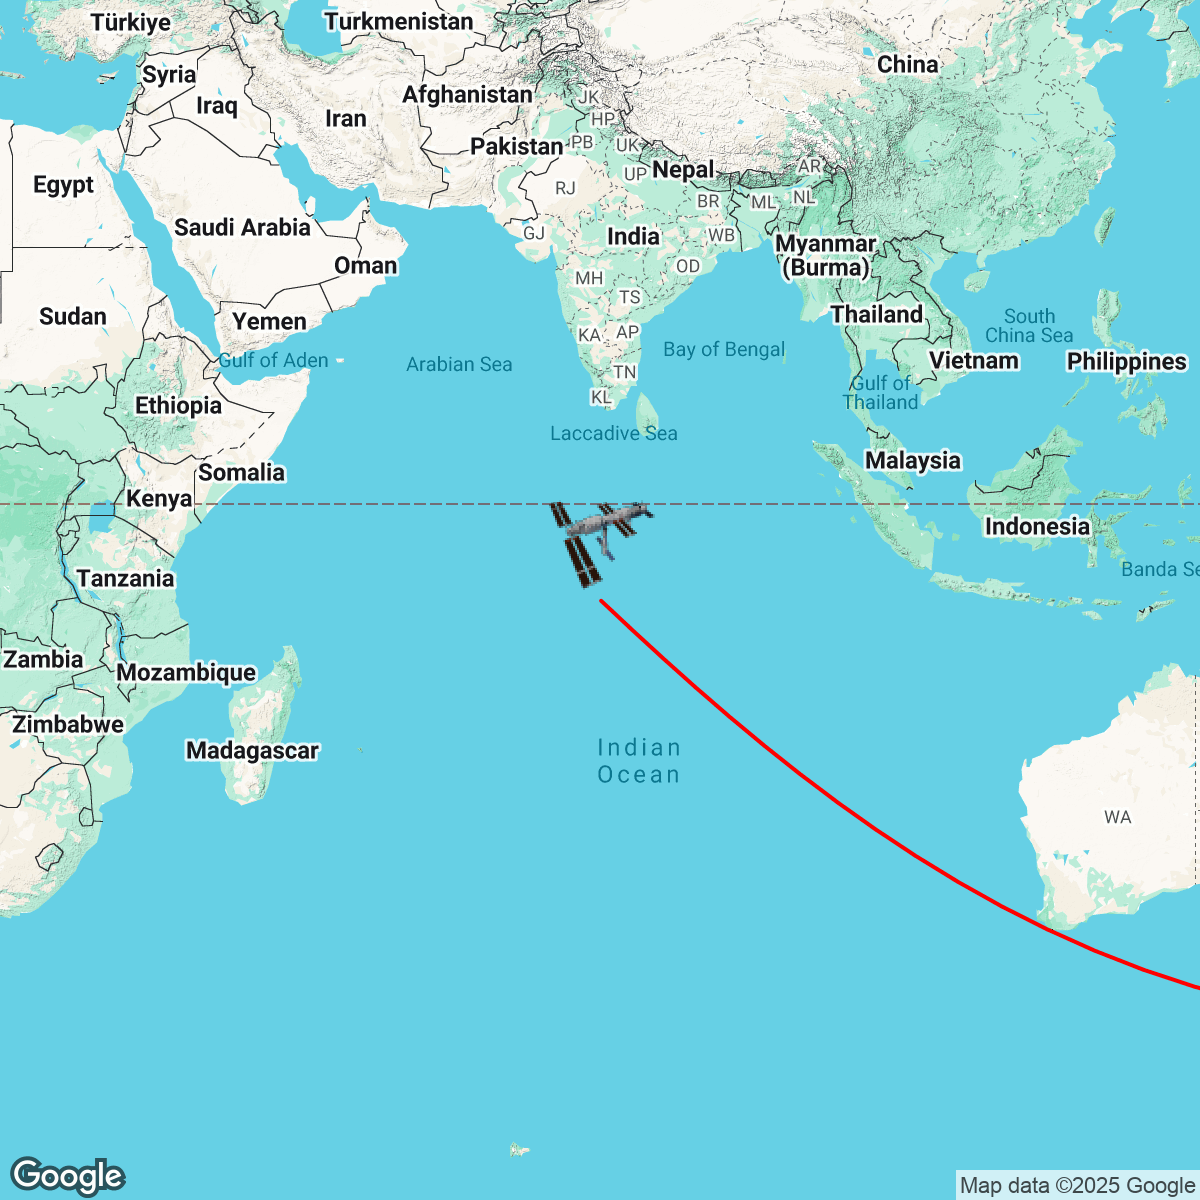 Türkiye
Turkmenistan
Syria
China
Afghanistan
JK
Iraq
Iran
HP
Pakistan
PB
UK
Nepal
AR
Egypt
RJ
UP
BR
ML
NL
Saudi Arabia
GJ
India
WB
Myanmar
(Burma)
Oman
OD
MH
TS
Sudan
Yemen
Thailand
South
China Sea
KA
AP
Gulf of Aden
Arabian Sea
Bay of Bengal
Vietnam
Philippines
TN
Gulf of
Thailand
Ethiopia
KL
Laccadive Sea
Malaysia
Somalia
Kenya
Indonesia
Banda Se
Tanzania
Zambia
Mozambique
Zimbabwe
Madagascar
Indian
Ocean
WA
Google
Map data ©2025 Google